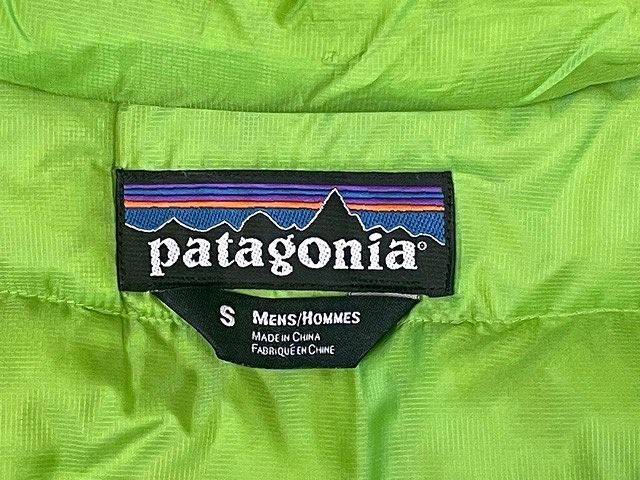 patagonia®
S MENS/HOMMES
MADE IN CHINA
FABRIQUÉ EN CHINE